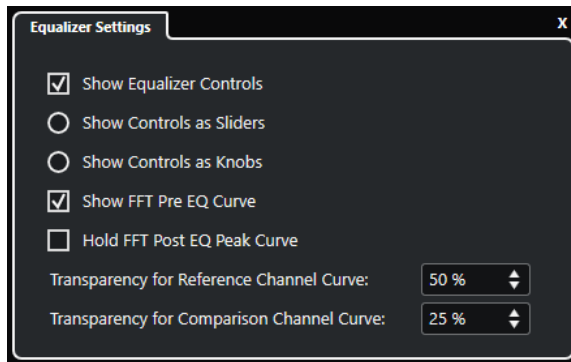 Equalizer Settings
X
Show Equalizer Controls
Show Controls as Sliders
Show Controls as Knobs
Show FFT Pre EQ Curve
Hold FFT Post EQ Peak Curve
Transparency for Reference Channel Curve: 50 %
Transparency for Comparison Channel Curve: 25 %